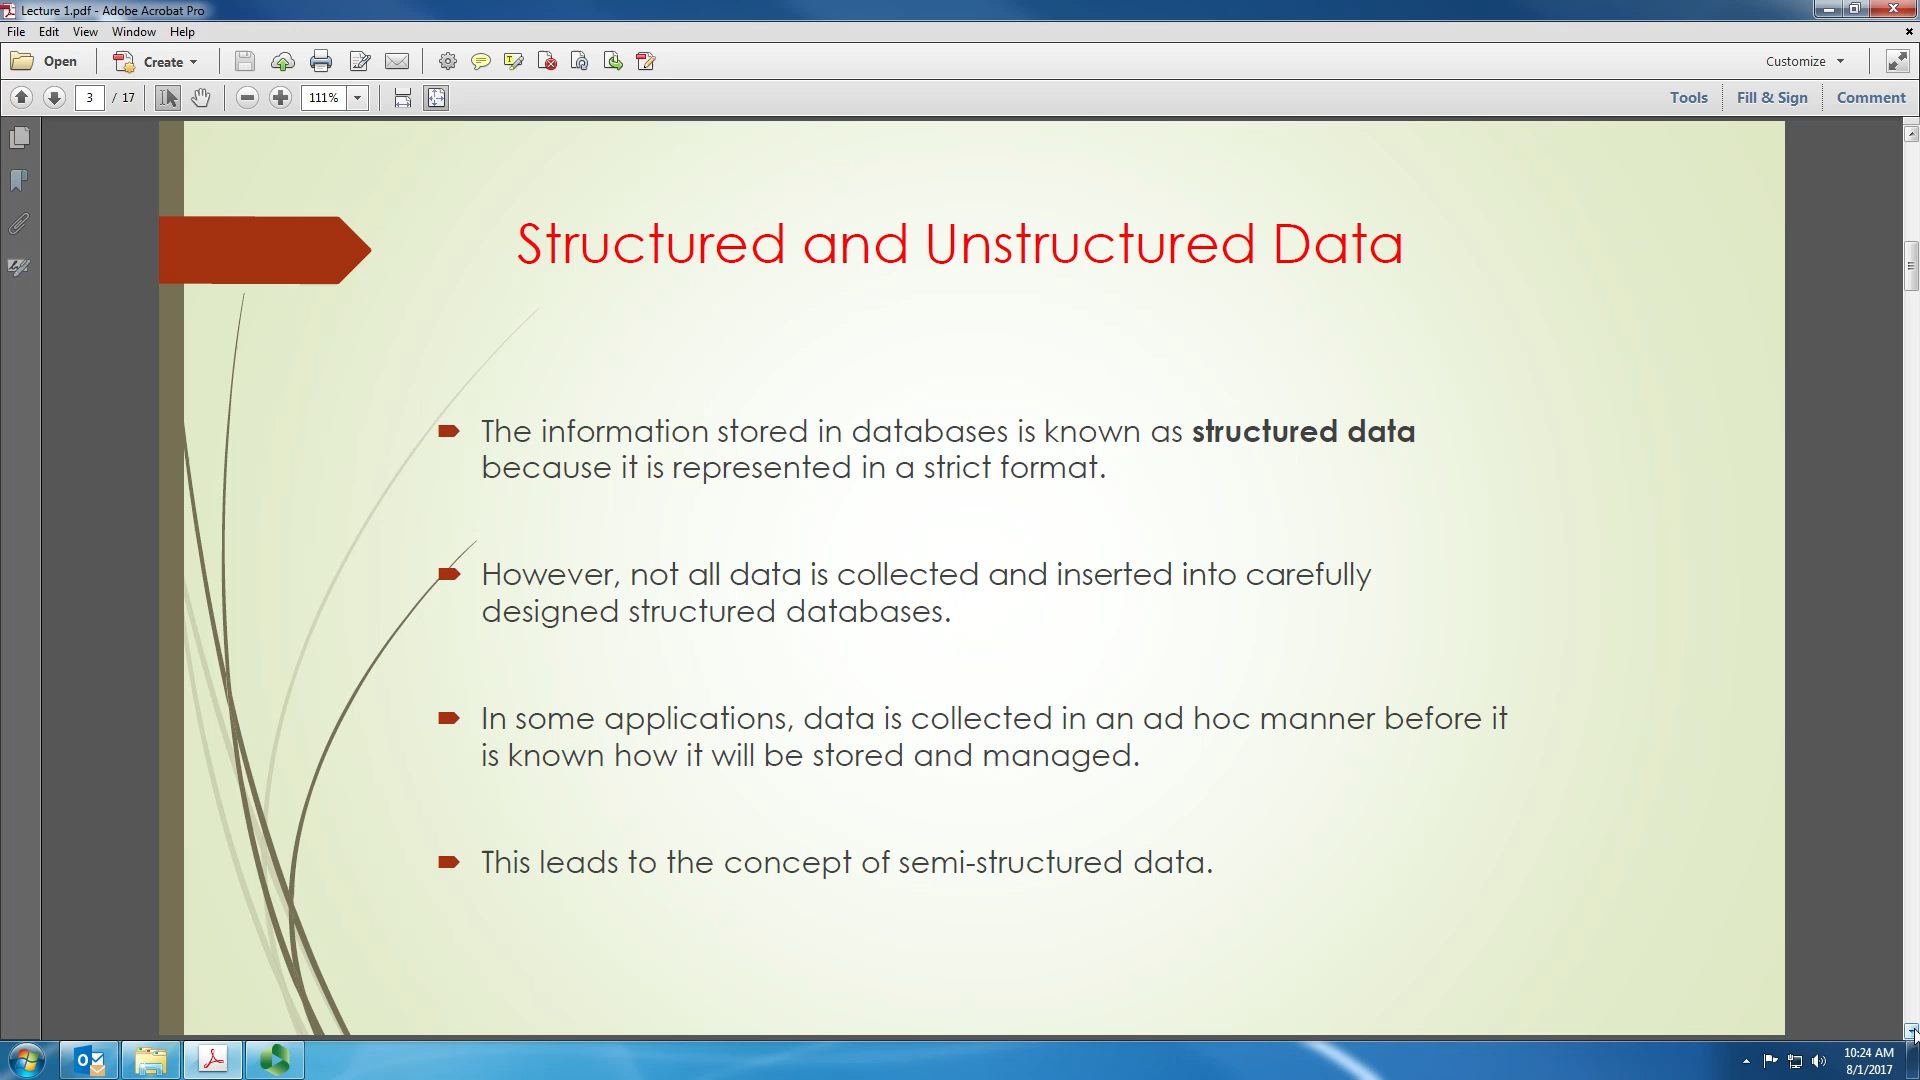 Lecture 1.pdf - Adobe Acrobat Pro
File Edit View Window Help
Open Create Customize
3 / 17 111% Tools Fill & Sign Comment
Structured and Unstructured Data
The information stored in databases is known as structured data
because it is represented in a strict format.
However, not all data is collected and inserted into carefully
designed structured databases.
In some applications, data is collected in an ad hoc manner before it
is known how it will be stored and managed.
This leads to the concept of semi-structured data.
10:24 AM
8/1/2017